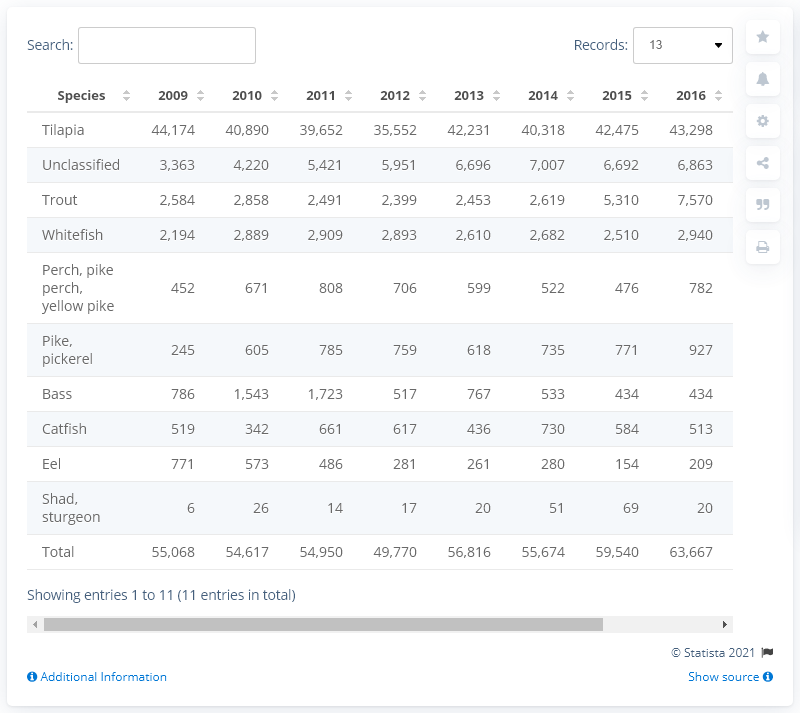 Search: Records: 13
Species 2009 2010 2011 2012 2013 2014 2015 2016
Tilapia 44,174 40,890 39,652 35,552 42,231 40,318 42,475 43,298
Unclassified 3,363 4,220 5,421 5,951 6,696 7,007 6,692 6,863
Trout 2,584 2,858 2,491 2,399 2,453 2,619 5,310 7,570
Whitefish 2,194 2,889 2,909 2,893 2,610 2,682 2,510 2,940
Perch, pike
perch,
yellow pike
452 671 808 706 599 522 476 782
Pike,
pickerel
245 605 785 759 618 735 771 927
Bass 786 1,543 1,723 517 767 533 434 434
Catfish 519 342 661 617 436 730 584 513
Eel 771 573 486 281 261 280 154 209
Shad,
sturgeon
6 26 14 17 20 51 69 20
Total 55,068 54,617 54,950 49,770 56,816 55,674 59,540 63,667
Showing entries 1 to 11 (11 entries in total)
© Statista 2021
Additional Information Show source